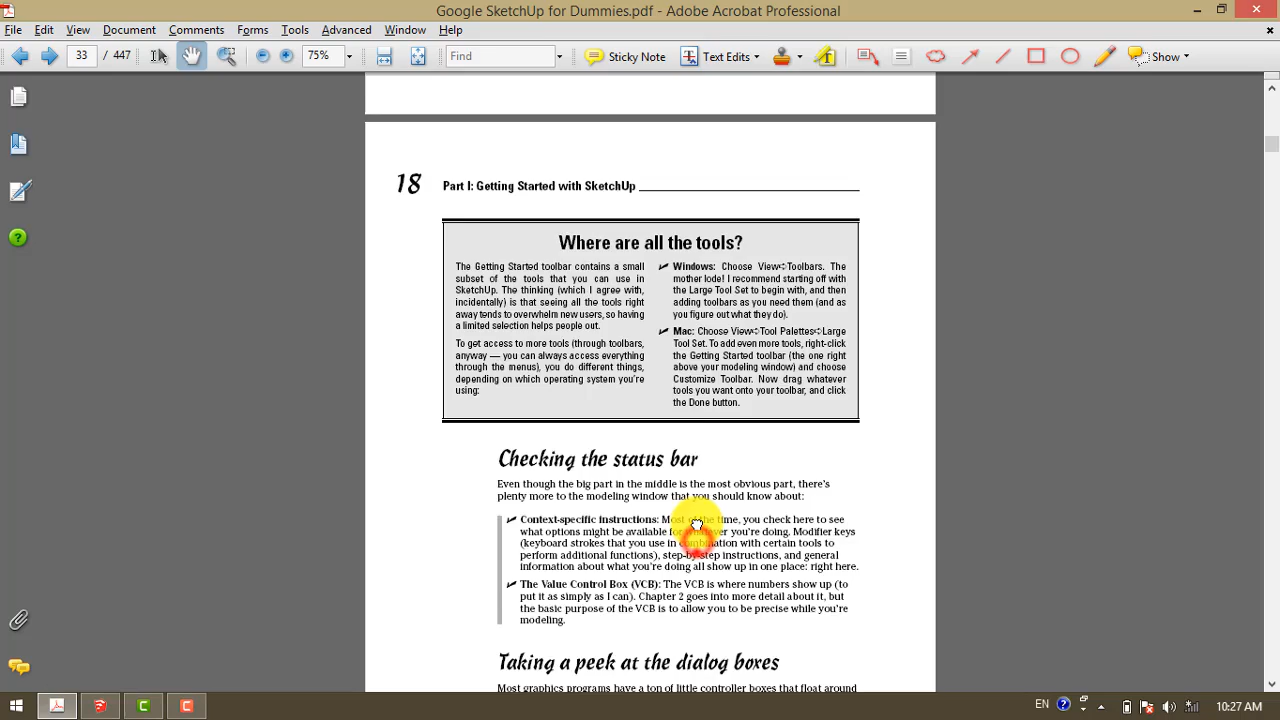 SketchUp For Dummies.pdf - Adobe Acrobat Professional
File Edit View Document Comments Forms Tools Advanced Window Help
33 / 447 75% Find Sticky Note Text Edits Show
18 Part I: Getting Started with SketchUp
Where are all the tools?
The Getting Started toolbar contains a small
subset of the tools that you can use in
SketchUp. The thinking (which I agree with,
incidentally) is that seeing all the tools right
away tends to overwhelm new users, so having
a limited selection helps people out.
To get access to more tools (through toolbars,
anyway — you can always access everything
through the menus), you do different things,
depending on which operating system you're
using:
Windows: Choose View➪Toolbars. The
mother lode! I recommend starting off with
the Large Tool Set to begin with, and then
adding toolbars as you need them (and as
you figure out what they do).
Mac: Choose View➪Tool Palettes➪Large
Tool Set. To add even more tools, right-click
the Getting Started toolbar (the one right
above your modeling window) and choose
Customize Toolbar. Now drag whatever
tools you want onto your toolbar, and click
the Done button.
Checking the status bar
Even though the big part in the middle is the most obvious part, there's
plenty more to the modeling window that you should know about:
Context-specific instructions: Most of the time, you check here to see
what options might be available for whatever you're doing. Modifier keys
(keyboard strokes that you use in combination with certain tools to
perform additional functions), step-by-step instructions, and general
information about what you're doing all show up in one place: right here.
The Value Control Box (VCB): The VCB is where numbers show up (to
put it as simply as I can). Chapter 2 goes into more detail about it, but
the basic purpose of the VCB is to allow you to be precise while you're
modeling.
Taking a peek at the dialog boxes
Most graphics programs have a ton of little controller boxes that float around
EN 10:27 AM